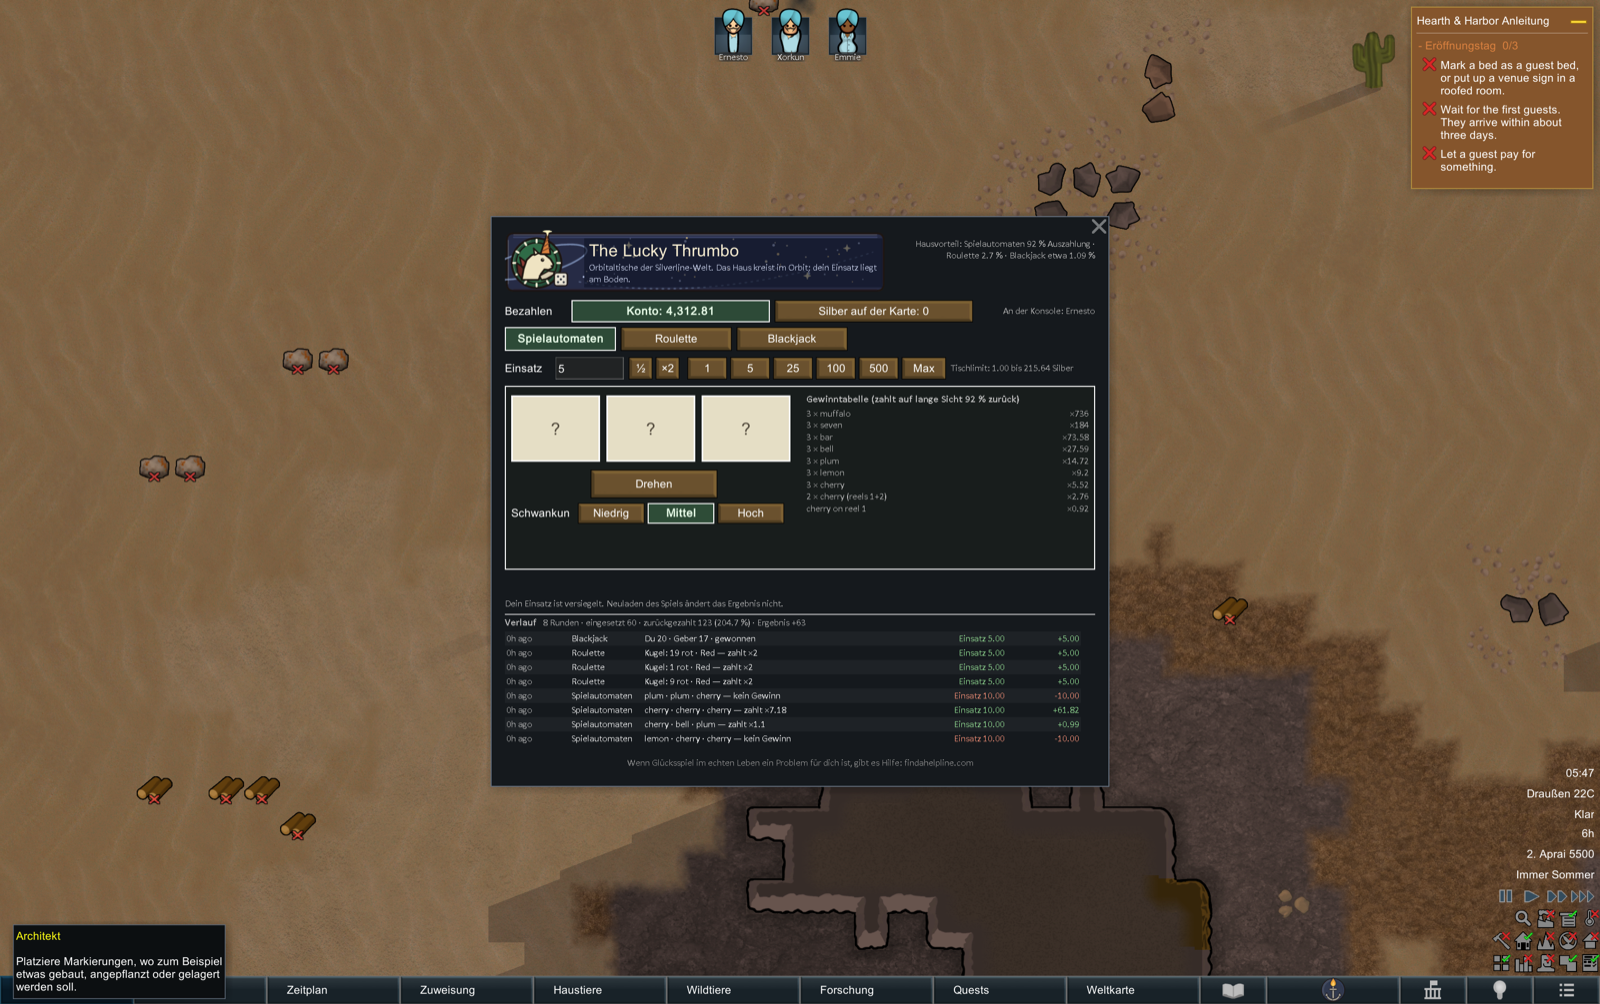 Ernesto
Xorkun
Emmie
Hearth & Harbor Anleitung
- Eröffnungstag 0/3
Mark a bed as a guest bed,
or put up a venue sign in a
roofed room.
Wait for the first guests.
They arrive within about
three days.
Let a guest pay for
something.
The Lucky Thrumbo
Orbitaltische der Silverline-Welt. Das Haus kreist im Orbit; dein Einsatz liegt
am Boden.
Hausvorteil: Spielautomaten 92 % Auszahlung ·
Roulette 2.7 % · Blackjack etwa 1.09 %
Bezahlen Konto: 4,312.81 Silber auf der Karte: 0 An der Konsole: Ernesto
Spielautomaten Roulette Blackjack
Einsatz 5 ½ ×2 1 5 25 100 500 Max Tischlimit: 1.00 bis 215.64 Silber
? ? ?
Drehen
Schwankun Niedrig Mittel Hoch
Gewinntabelle (zahlt auf lange Sicht 92 % zurück)
3 × muffalo ×736
3 × seven ×184
3 × bar ×73.58
3 × bell ×27.59
3 × plum ×14.72
3 × lemon ×9.2
3 × cherry ×5.52
2 × cherry (reels 1+2) ×2.76
cherry on reel 1 ×0.92
Dein Einsatz ist versiegelt. Neuladen des Spiels ändert das Ergebnis nicht.
Verlauf 8 Runden · eingesetzt 60 · zurückgezahlt 123 (204.7 %) · Ergebnis +63
0h ago Blackjack Du 20 · Geber 17 · gewonnen Einsatz 5.00 +5.00
0h ago Roulette Kugel: 19 rot · Red — zahlt ×2 Einsatz 5.00 +5.00
0h ago Roulette Kugel: 1 rot · Red — zahlt ×2 Einsatz 5.00 +5.00
0h ago Roulette Kugel: 9 rot · Red — zahlt ×2 Einsatz 5.00 +5.00
0h ago Spielautomaten plum · plum · cherry — kein Gewinn Einsatz 10.00 -10.00
0h ago Spielautomaten cherry · cherry · cherry — zahlt ×7.18 Einsatz 10.00 +61.82
0h ago Spielautomaten cherry · bell · plum — zahlt ×1.1 Einsatz 10.00 +0.99
0h ago Spielautomaten lemon · cherry · cherry — kein Gewinn Einsatz 10.00 -10.00
Wenn Glücksspiel im echten Leben ein Problem für dich ist, gibt es Hilfe: findahelpline.com
05:47
Draußen 22C
Klar
6h
2. Aprai 5500
Immer Sommer
Architekt
Platziere Markierungen, wo zum Beispiel
etwas gebaut, angepflanzt oder gelagert
werden soll.
Zeitplan Zuweisung Haustiere Wildtiere Forschung Quests Weltkarte